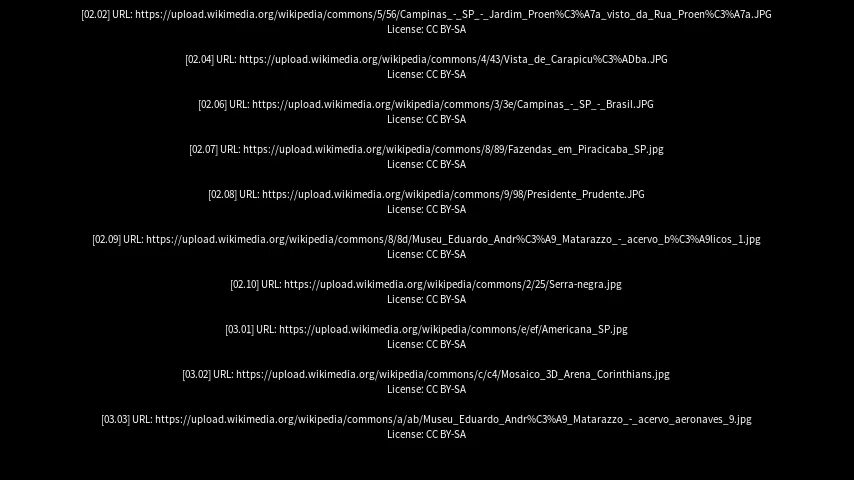 [02.02] URL: https://upload.wikimedia.org/wikipedia/commons/5/56/Campinas_-_SP_-_Jardim_Proen%C3%A7a_visto_da_Rua_Proen%C3%A7a.JPG
License: CC BY-SA
[02.04] URL: https://upload.wikimedia.org/wikipedia/commons/4/43/Vista_de_Carapicu%C3%ADba.JPG
License: CC BY-SA
[02.06] URL: https://upload.wikimedia.org/wikipedia/commons/3/3e/Campinas_-_SP_-_Brasil.JPG
License: CC BY-SA
[02.07] URL: https://upload.wikimedia.org/wikipedia/commons/8/89/Fazendas_em_Piracicaba_SP.jpg
License: CC BY-SA
[02.08] URL: https://upload.wikimedia.org/wikipedia/commons/9/98/Presidente_Prudente.JPG
License: CC BY-SA
[02.09] URL: https://upload.wikimedia.org/wikipedia/commons/8/8d/Museu_Eduardo_Andr%C3%A9_Matarazzo_-_acervo_b%C3%A9licos_1.jpg
License: CC BY-SA
[02.10] URL: https://upload.wikimedia.org/wikipedia/commons/2/25/Serra-negra.jpg
License: CC BY-SA
[03.01] URL: https://upload.wikimedia.org/wikipedia/commons/e/ef/Americana_SP.jpg
License: CC BY-SA
[03.02] URL: https://upload.wikimedia.org/wikipedia/commons/c/c4/Mosaico_3D_Arena_Corinthians.jpg
License: CC BY-SA
[03.03] URL: https://upload.wikimedia.org/wikipedia/commons/a/ab/Museu_Eduardo_Andr%C3%A9_Matarazzo_-_acervo_aeronaves_9.jpg
License: CC BY-SA